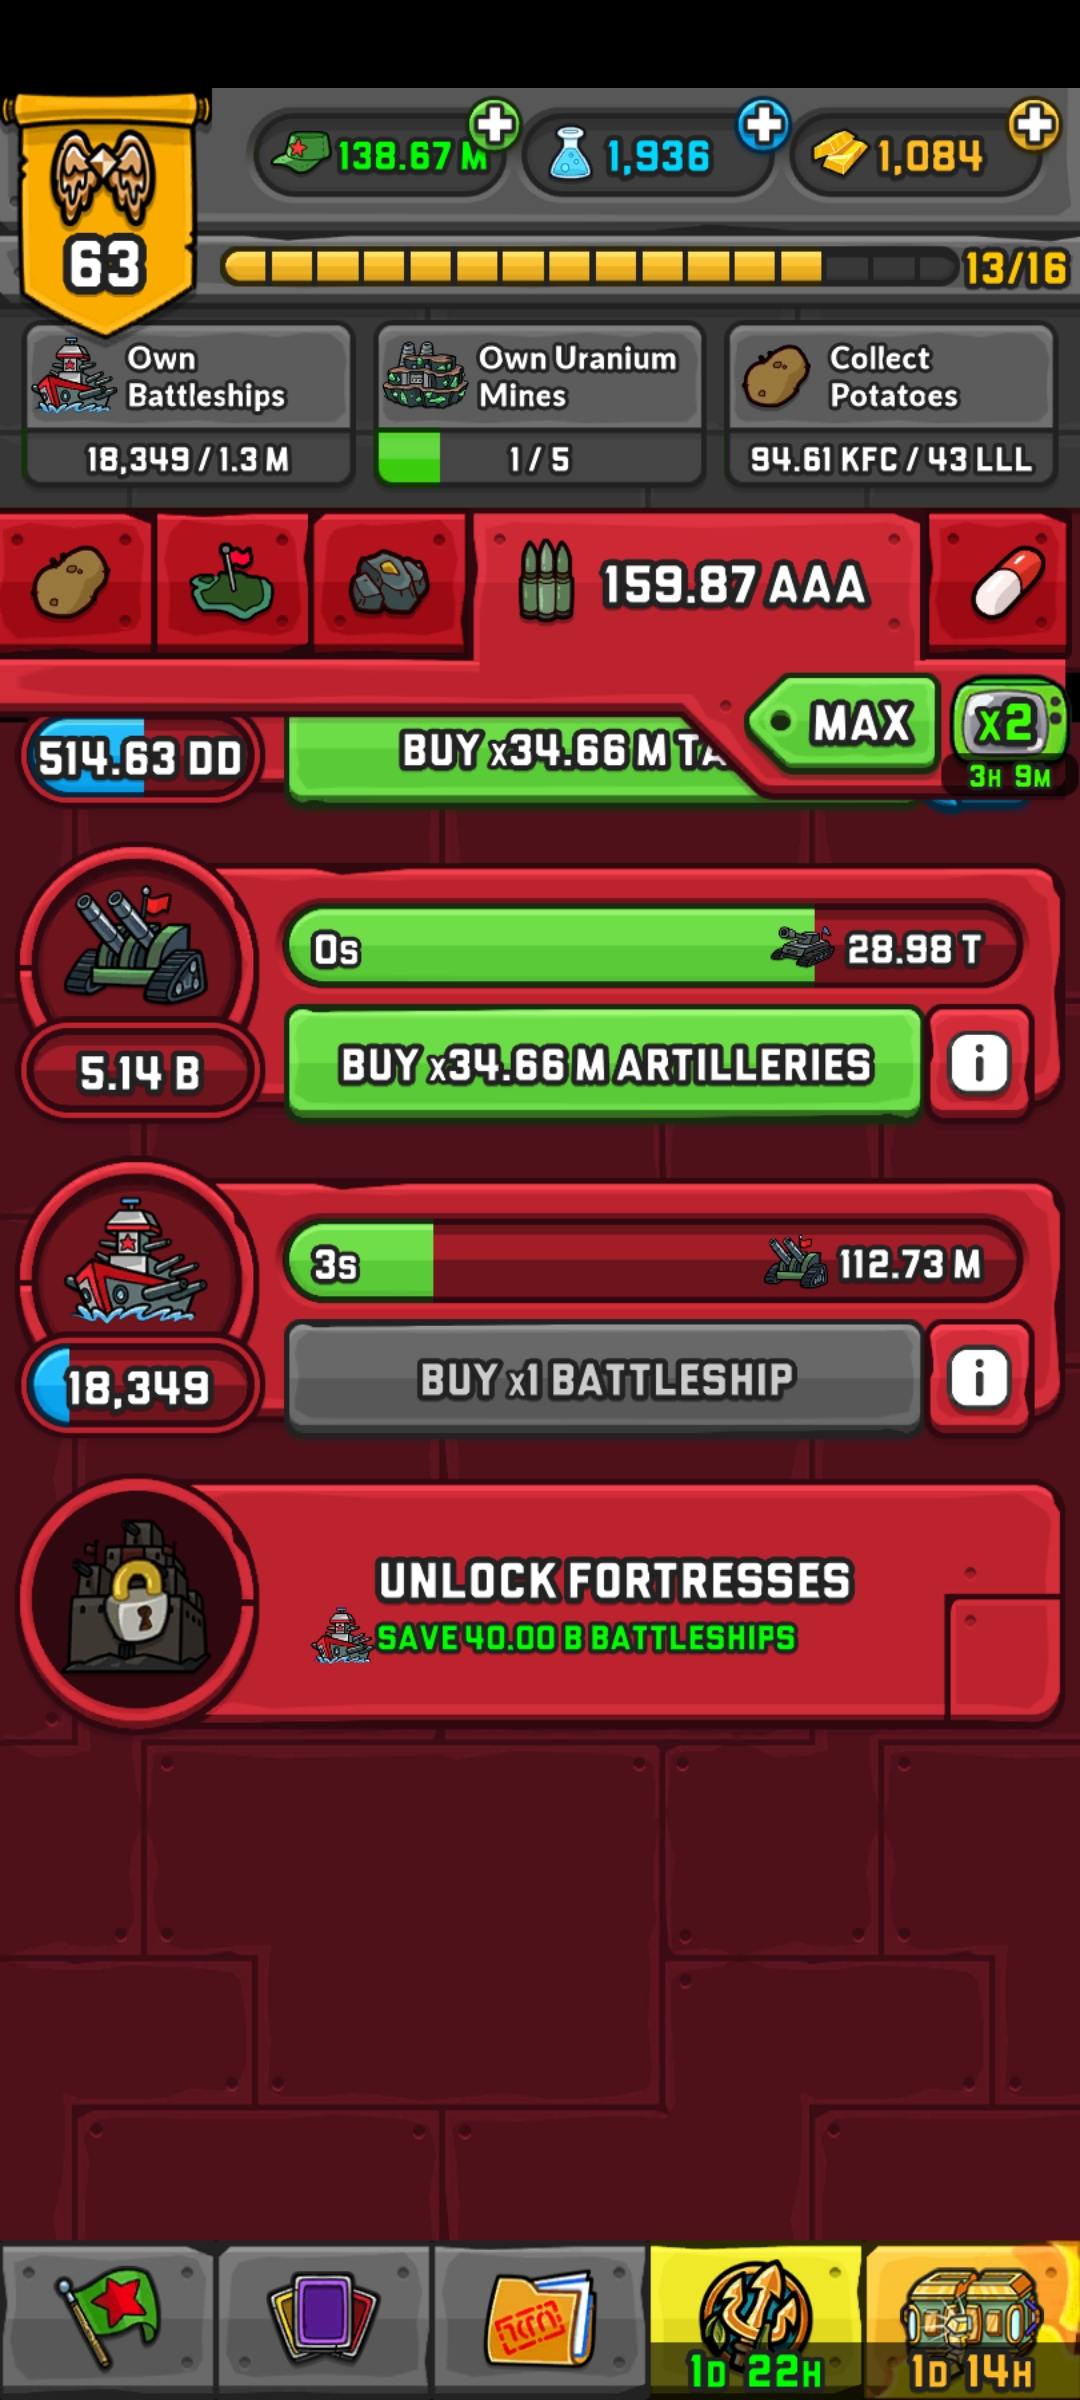 138.67 M
1,936
1,084
63
13/16
Own Battleships
18,349 / 1.3 M
Own Uranium Mines
1 / 5
Collect Potatoes
94.61 KFC / 43 LLL
159.87 AAA
MAX
x2
3H 9M
514.63 DD
BUY x34.66 M TA
0s
28.98 T
5.14 B
BUY x34.66 M ARTILLERIES
i
3s
112.73 M
18,349
BUY x1 BATTLESHIP
i
UNLOCK FORTRESSES
SAVE 40.00 B BATTLESHIPS
1D 22H
1D 14H